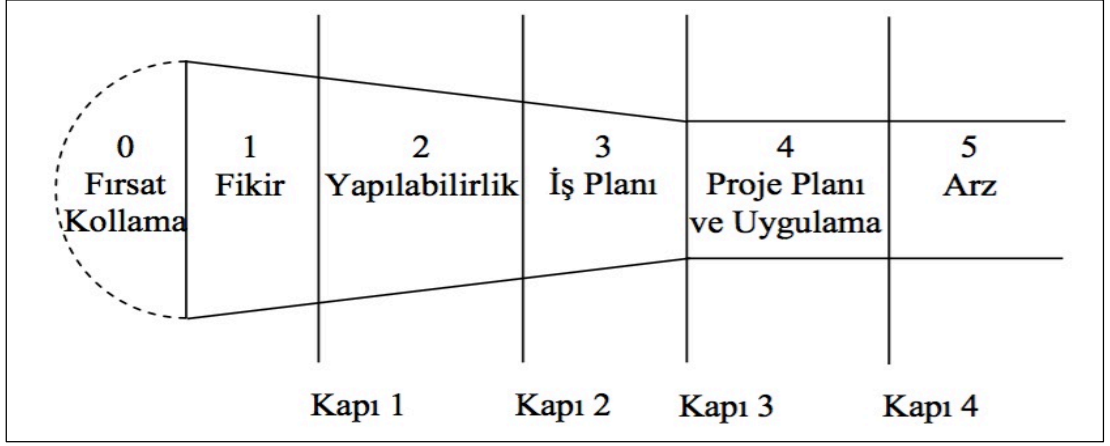 0
Fırsat
Kollama
1
Fikir
2
Yapılabilirlik
3
İş Planı
4
Proje Planı
ve Uygulama
5
Arz
Kapı 1
Kapı 2
Kapı 3
Kapı 4